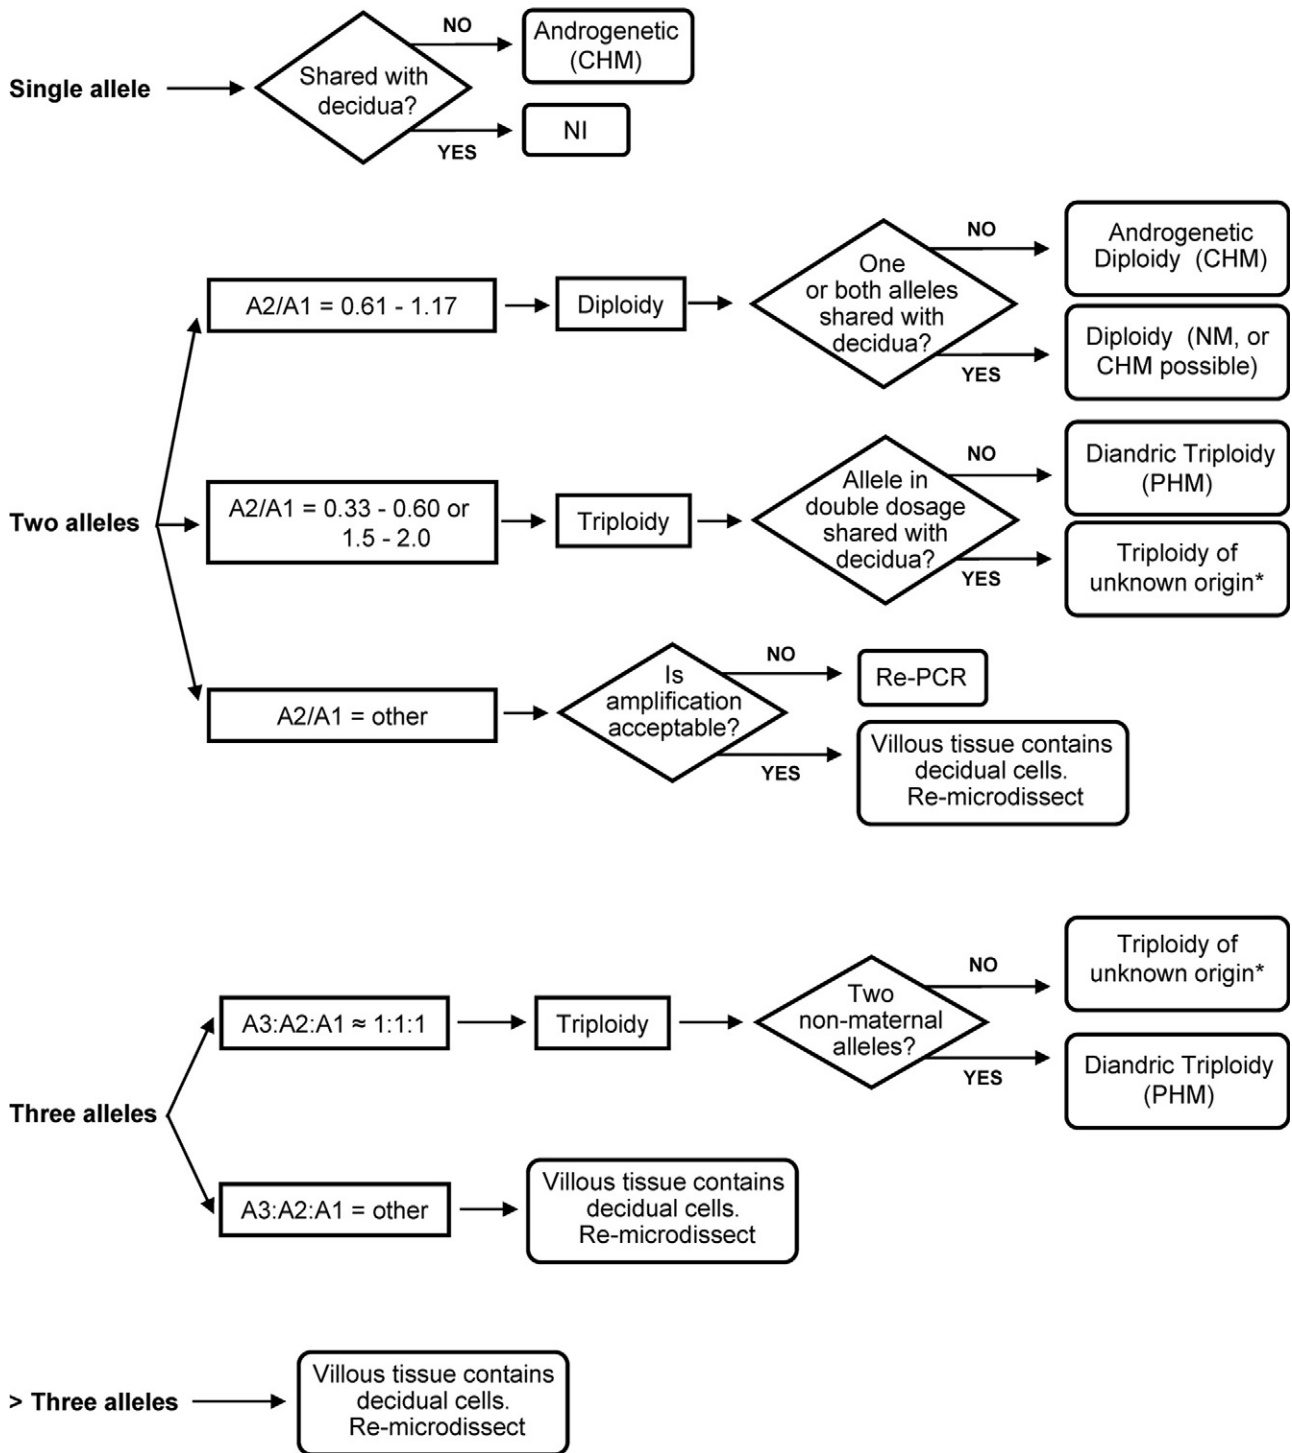 Single allele
Shared with
decidua?
NO
Androgenetic
(CHM)
YES
NI
Two alleles
A2/A1 = 0.61 - 1.17
Diploidy
One
or both alleles
shared with
decidua?
NO
Androgenetic
Diploidy (CHM)
YES
Diploidy (NM, or
CHM possible)
A2/A1 = 0.33 - 0.60 or
1.5 - 2.0
Triploidy
Allele in
double dosage
shared with
decidua?
NO
Diandric Triploidy
(PHM)
YES
Triploidy of
unknown origin*
A2/A1 = other
Is
amplification
acceptable?
NO
Re-PCR
YES
Villous tissue contains
decidual cells.
Re-microdissect
Three alleles
A3:A2:A1 ≈ 1:1:1
Triploidy
Two
non-maternal
alleles?
NO
Triploidy of
unknown origin*
YES
Diandric Triploidy
(PHM)
A3:A2:A1 = other
Villous tissue contains
decidual cells.
Re-microdissect
> Three alleles
Villous tissue contains
decidual cells.
Re-microdissect